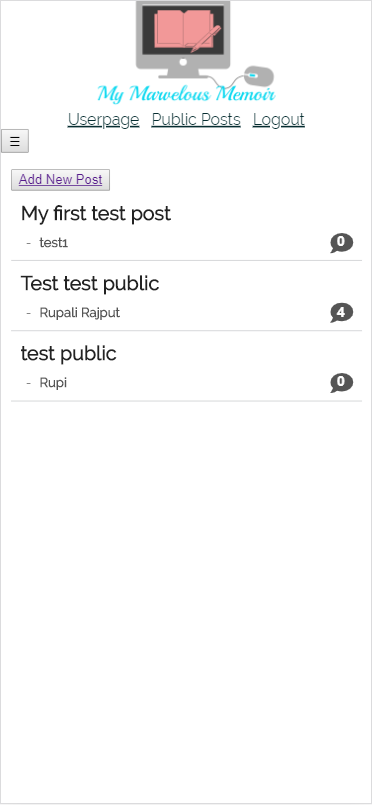 My Marvelous Memoir
Userpage Public Posts Logout
☰
Add New Post
My first test post
- test1 0
Test test public
- Rupali Rajput 4
test public
- Rupi 0